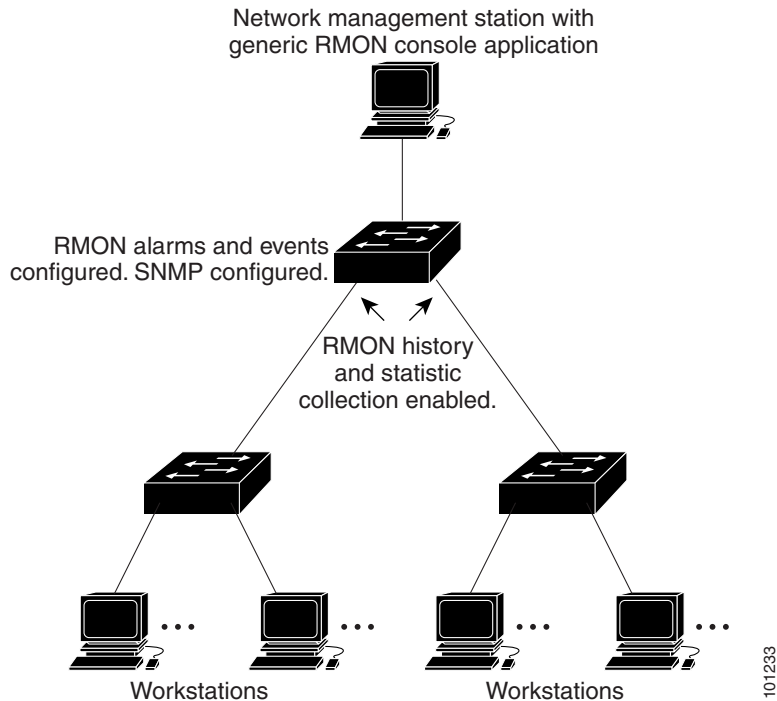 Network management station with
generic RMON console application
RMON alarms and events
configured. SNMP configured.
RMON history
and statistic
collection enabled.
Workstations
Workstations
101233